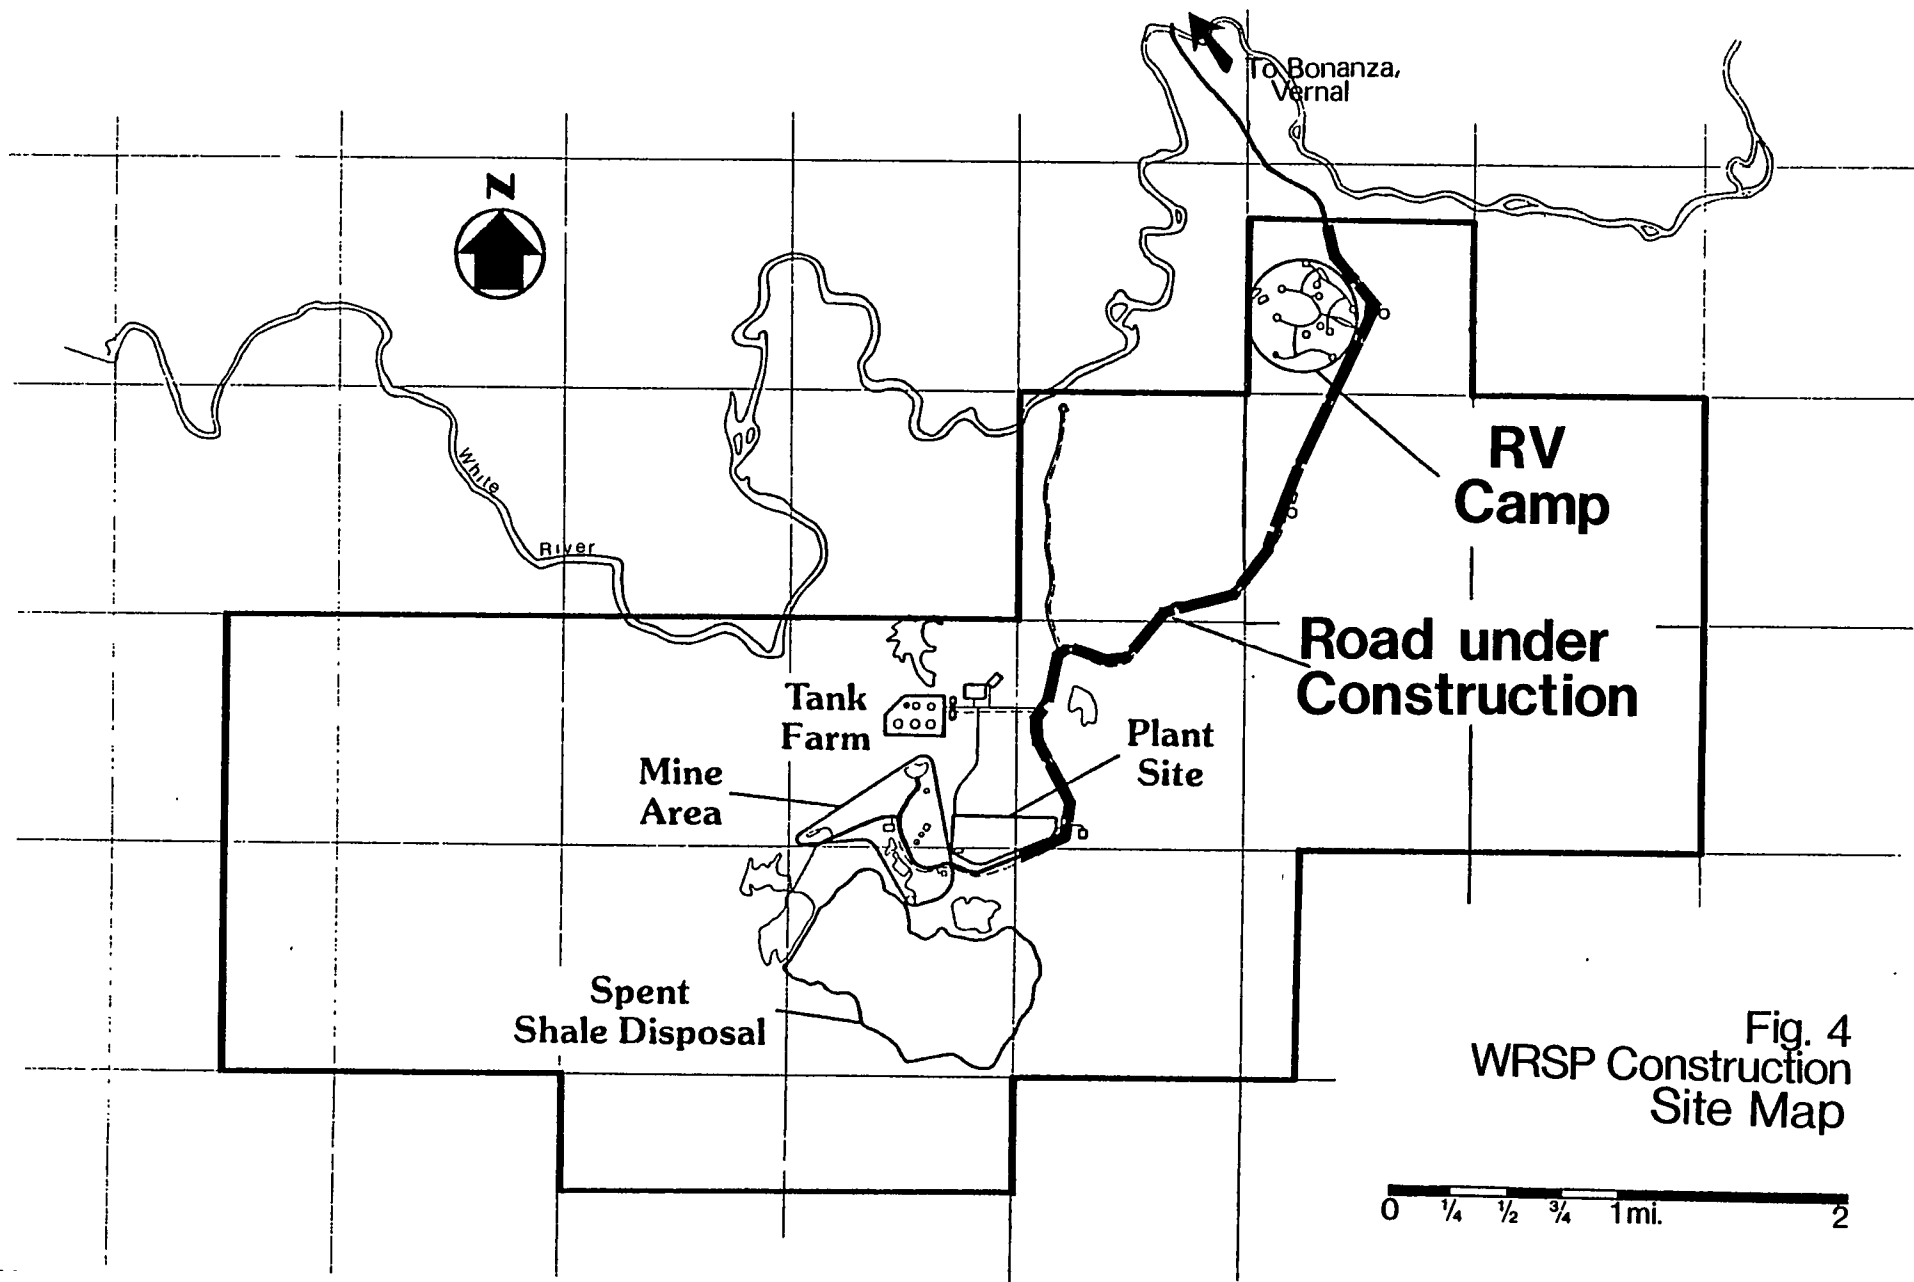 To Bonanza,
Vernal
N
RV
Camp
White
River
Road under
Construction
Tank
Farm
Plant
Site
Mine
Area
Spent
Shale Disposal
Fig. 4
WRSP Construction
Site Map
0 1/4 1/2 3/4 1 mi. 2